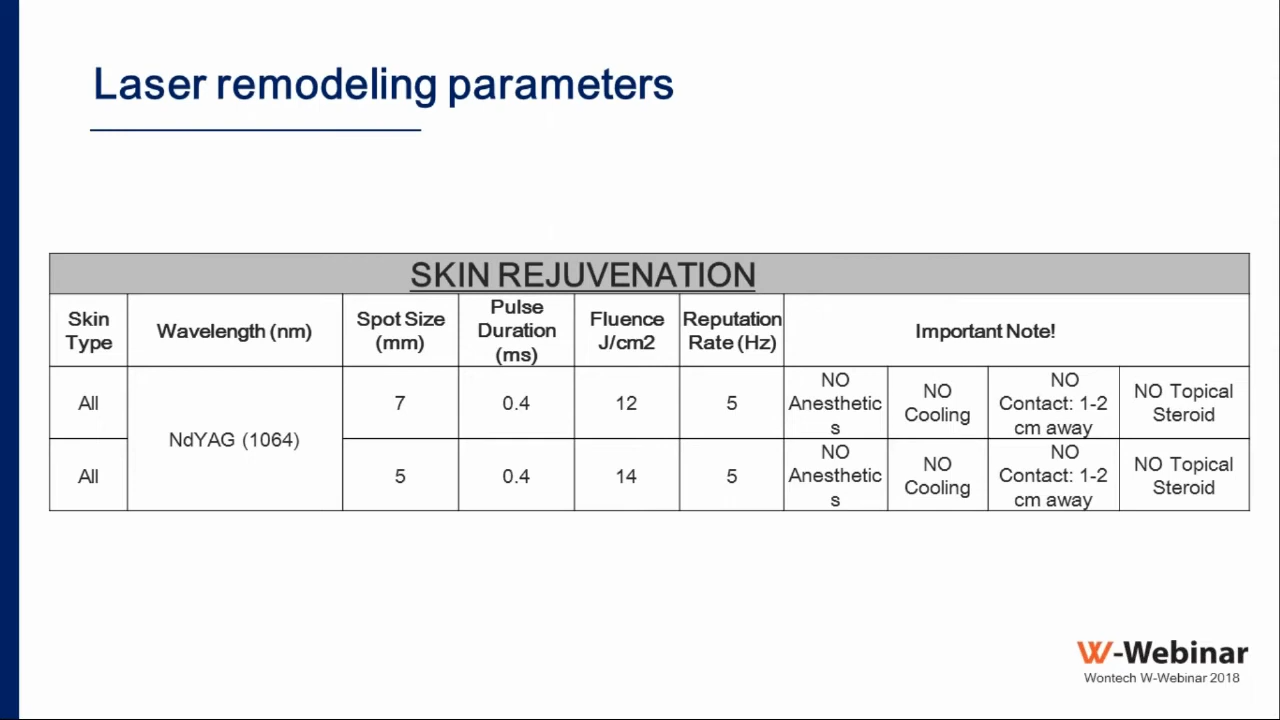 Laser remodeling parameters
SKIN REJUVENATION
Skin
Type
Wavelength (nm)
Spot Size
(mm)
Pulse
Duration
(ms)
Fluence
J/cm2
Reputation
Rate (Hz)
Important Note!
All
NdYAG (1064)
7
0.4
12
5
NO
Anesthetic
s
NO
Cooling
NO
Contact: 1-2
cm away
NO Topical
Steroid
All
5
0.4
14
5
NO
Anesthetic
s
NO
Cooling
NO
Contact: 1-2
cm away
NO Topical
Steroid
W-Webinar
Wontech W-Webinar 2018